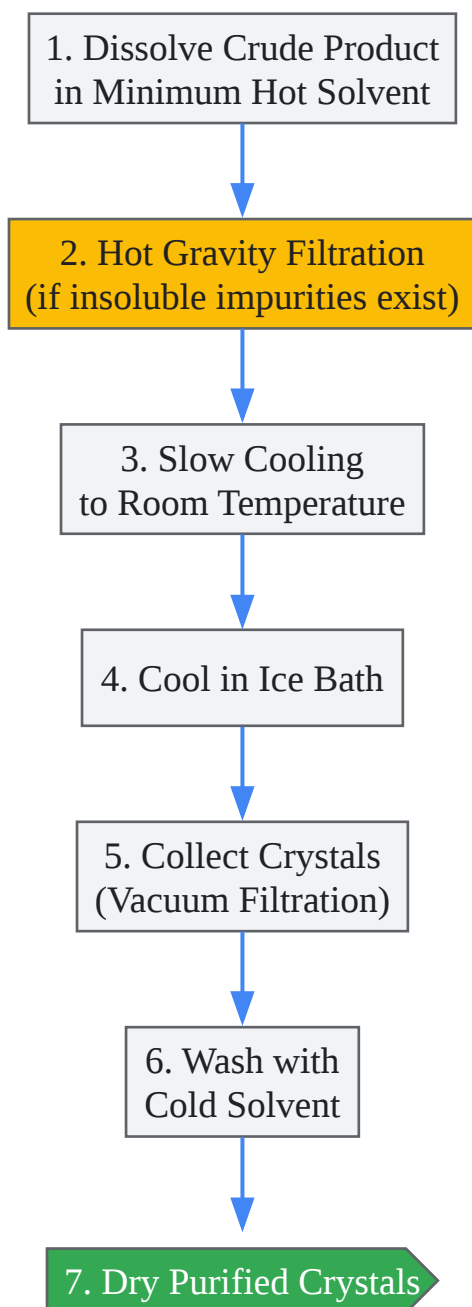 1. Dissolve Crude Product
in Minimum Hot Solvent
2. Hot Gravity Filtration
(if insoluble impurities exist)
3. Slow Cooling
to Room Temperature
4. Cool in Ice Bath
5. Collect Crystals
(Vacuum Filtration)
6. Wash with
Cold Solvent
7. Dry Purified Crystals